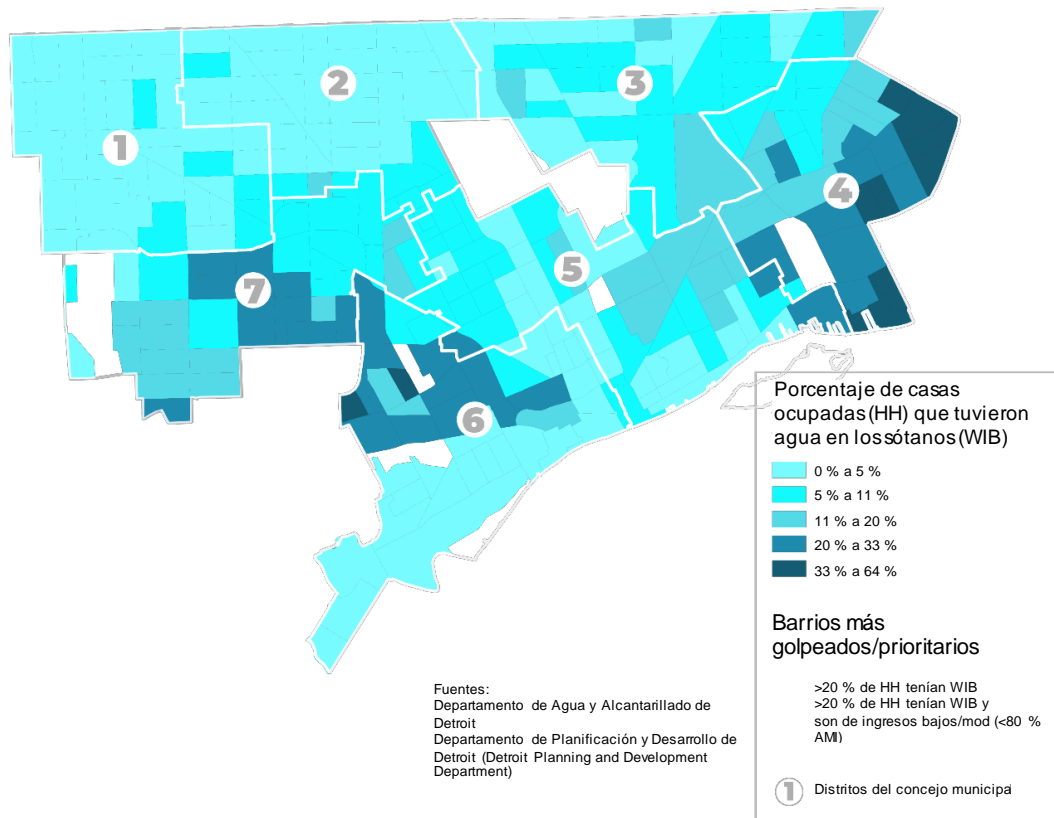 2
3
1
4
5
7
6
Porcentaje de casas
ocupadas (HH) que tuvieron
agua en los sótanos (WIB)
0 % a 5 %
5 % a 11 %
11 % a 20 %
20 % a 33 %
33 % a 64 %
Barrios más
golpeados/prioritarios
>20 % de HH tenían WIB
>20 % de HH tenían WIB y
son de ingresos bajos/mod (<80 %
AMI)
1 Distritos del concejo municipal
Fuentes:
Departamento de Agua y Alcantarillado de
Detroit
Departamento de Planificación y Desarrollo de
Detroit (Detroit Planning and Development
Department)